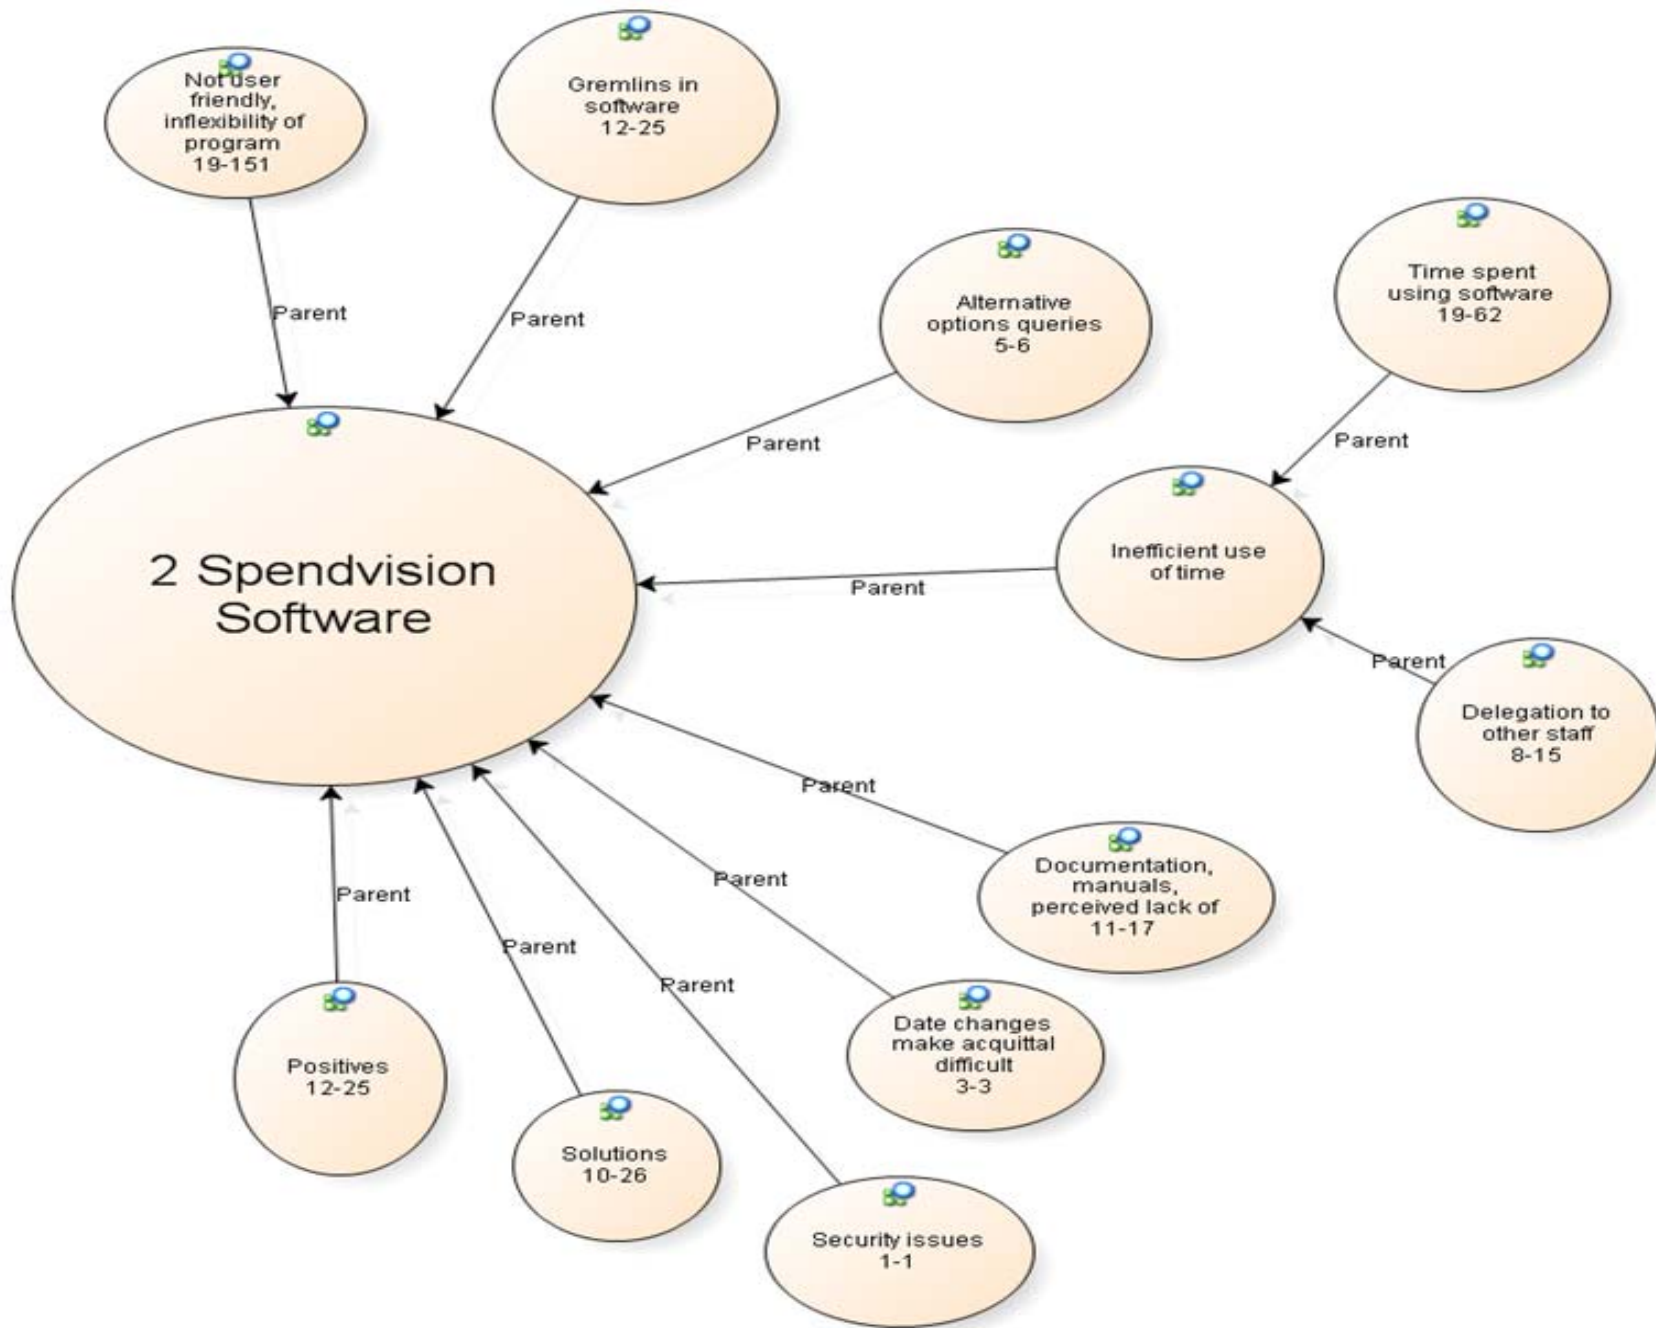 Not user
friendly,
inflexibility of
program
19-151
Gremlins in
software
12-25
Alternative
options queries
5-6
Time spent
using software
19-62
Parent
Parent
Parent
Parent
2 Spendvision
Software
Inefficient use
of time
Parent
Parent
Delegation to
other staff
8-15
Parent
Documentation,
manuals,
perceived lack of
11-17
Parent
Parent
Parent
Parent
Date changes
make acquittal
difficult
3-3
Positives
12-25
Solutions
10-26
Security issues
1-1